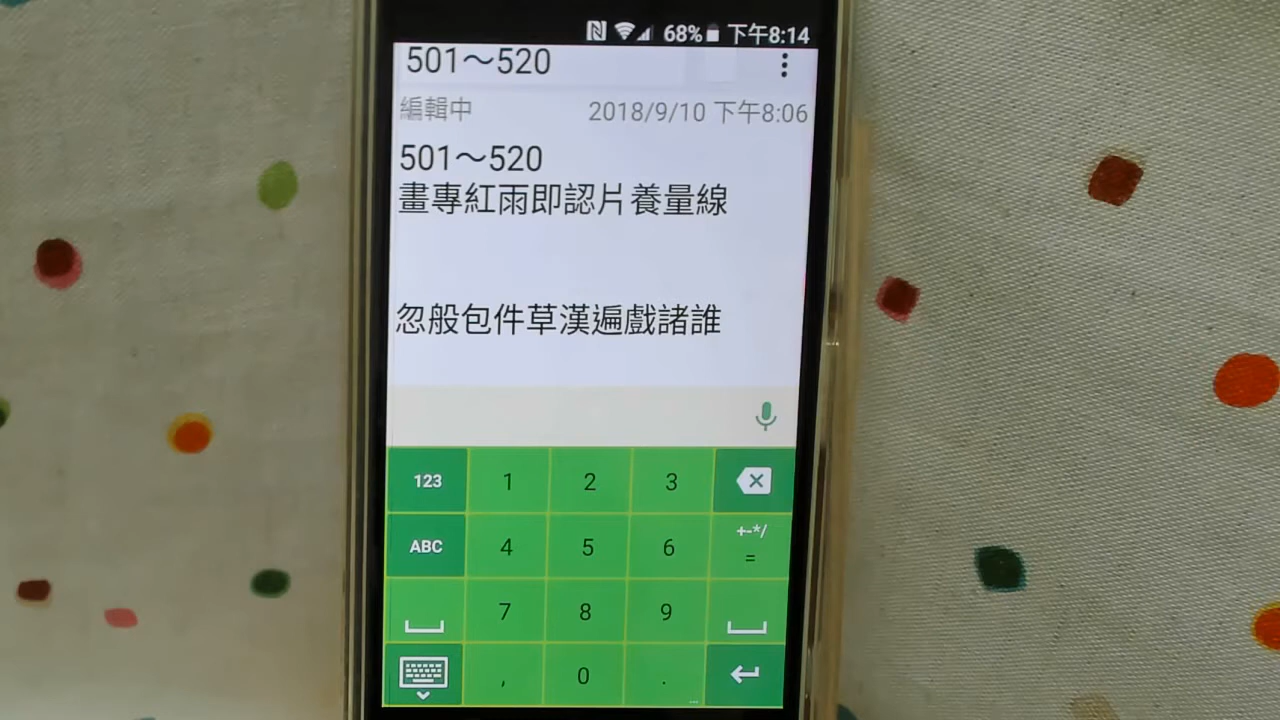 68% 下午8:14
501～520
編輯中 2018/9/10 下午8:06
501～520
畫專紅雨即認片養量線
忽般包件草漢遍戲諸誰
123 1 2 3
ABC 4 5 6 +-*/ =
7 8 9
, 0 . ...